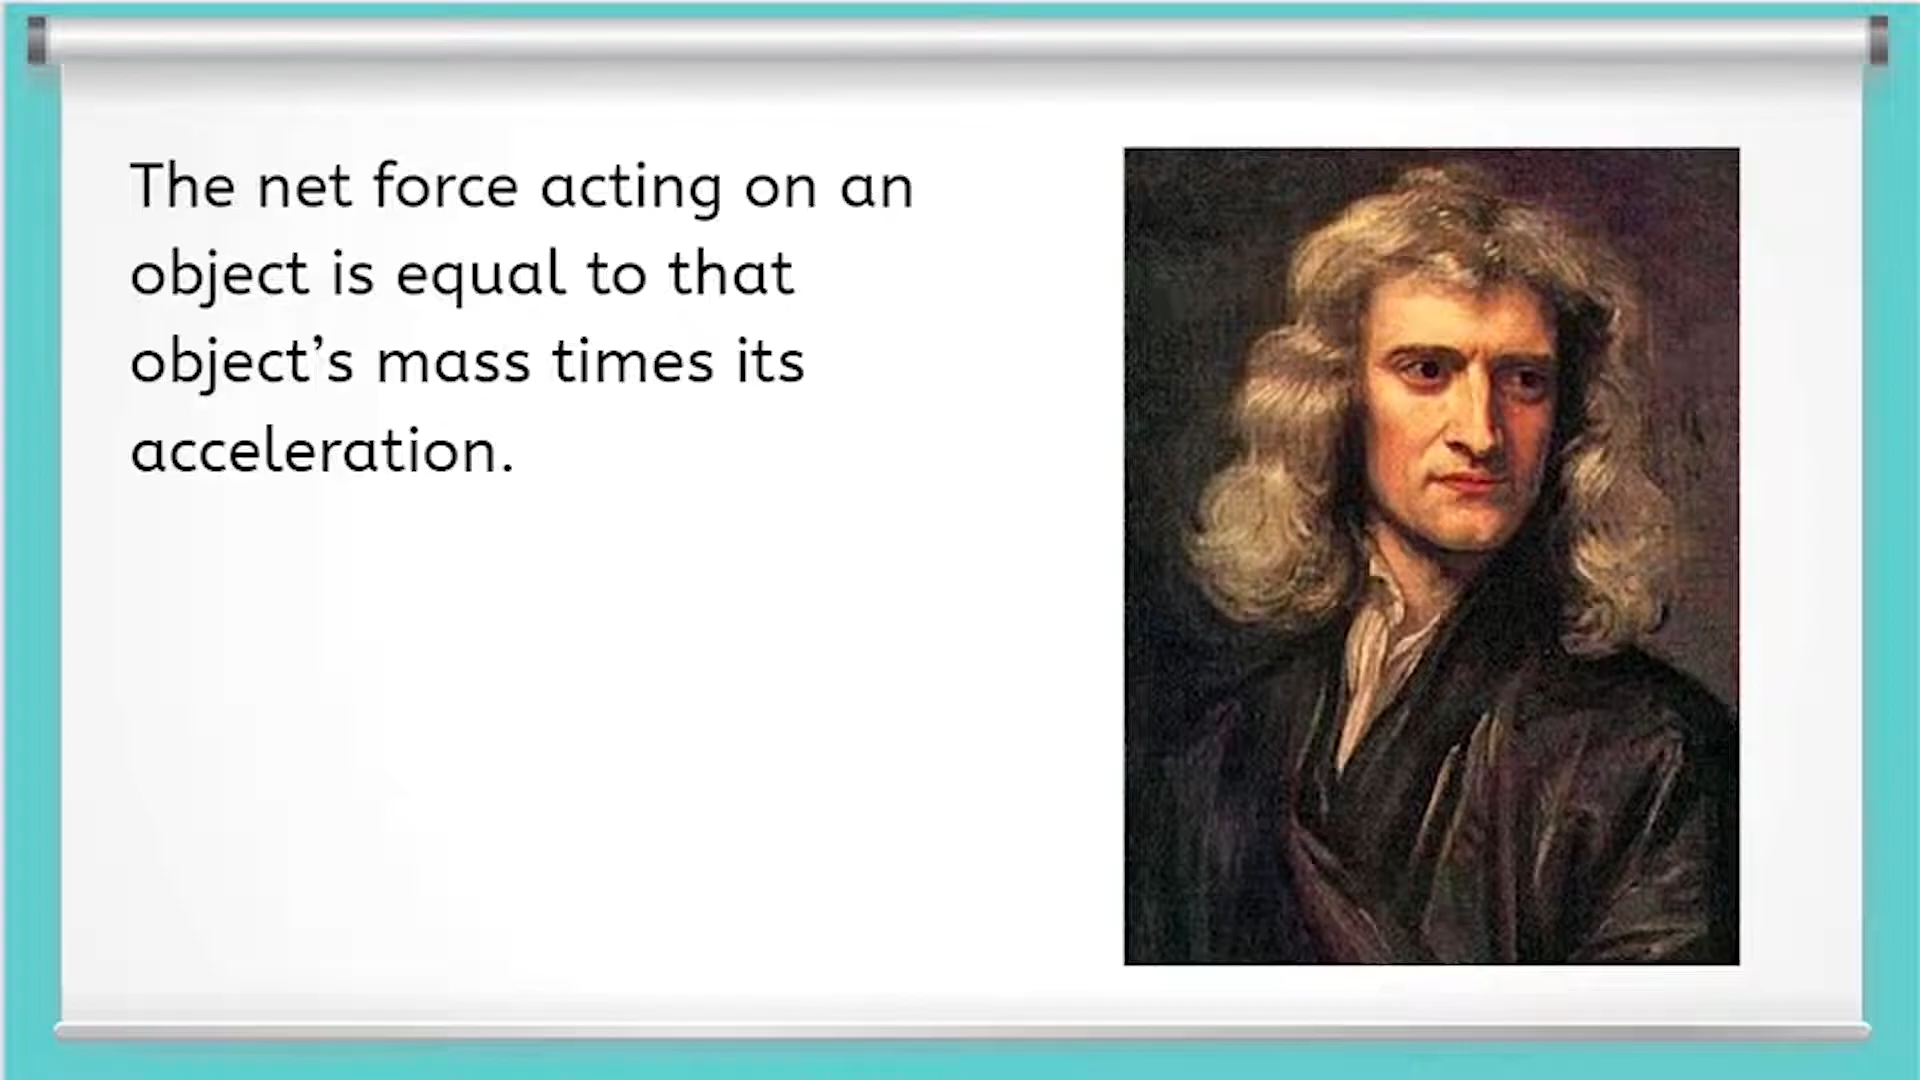 The net force acting on an
object is equal to that
object’s mass times its
acceleration.